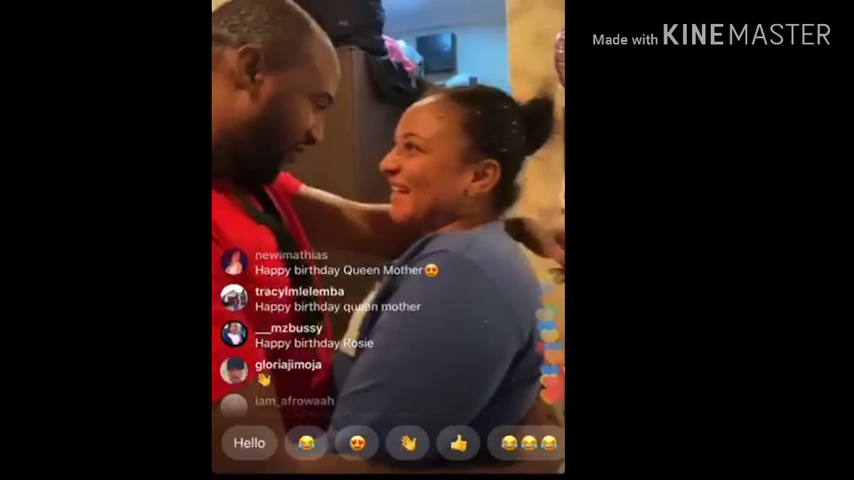 Made with KINEMASTER
newimathias
Happy birthday Queen Mother😍
tracylmlelemba
Happy birthday queen mother
___mzbussy
Happy birthday Rosie
gloriajimoja
👋
iam_afrowaah
Hello 😂 😍 👋 👍 😂😂😂